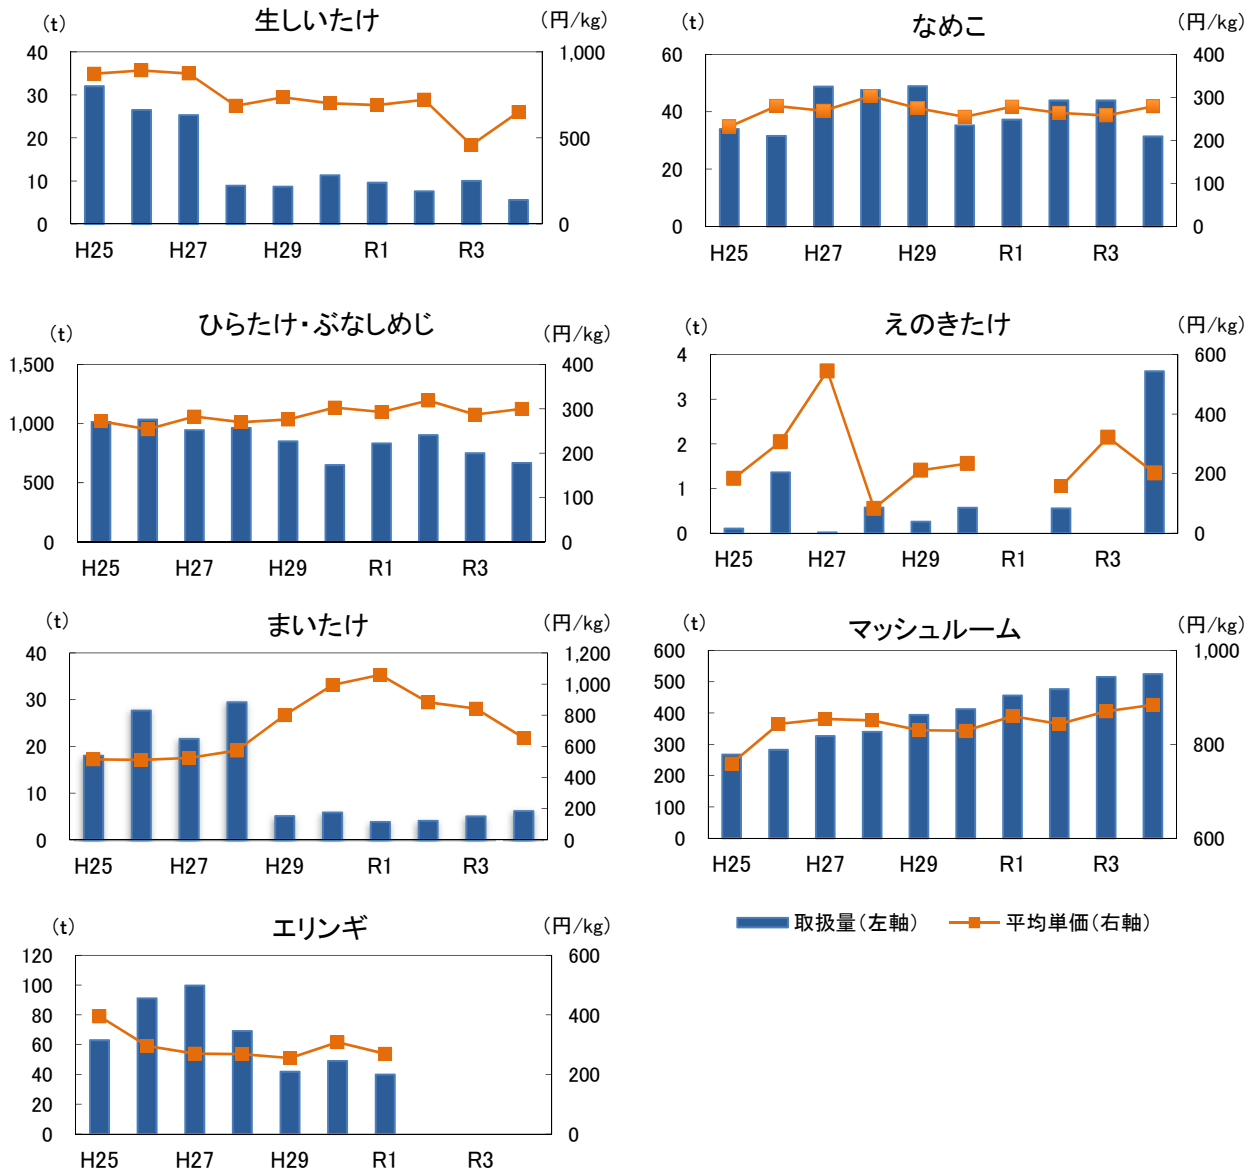 生しいたけ
(t)
(円/kg)
40
30
20
10
0
1,000
500
0
H25 H27 H29 R1 R3
なめこ
(t)
(円/kg)
60
40
20
0
400
300
200
100
0
H25 H27 H29 R1 R3
ひらたけ・ぶなしめじ
(t)
(円/kg)
1,500
1,000
500
0
400
300
200
100
0
H25 H27 H29 R1 R3
えのきたけ
(t)
(円/kg)
4
3
2
1
0
600
400
200
0
H25 H27 H29 R1 R3
まいたけ
(t)
(円/kg)
40
30
20
10
0
1,200
1,000
800
600
400
200
0
H25 H27 H29 R1 R3
マッシュルーム
(t)
(円/kg)
600
500
400
300
200
100
0
1,000
800
600
H25 H27 H29 R1 R3
エリンギ
(t)
(円/kg)
120
100
80
60
40
20
0
600
400
200
0
H25 H27 H29 R1 R3
取扱量(左軸) 平均単価(右軸)